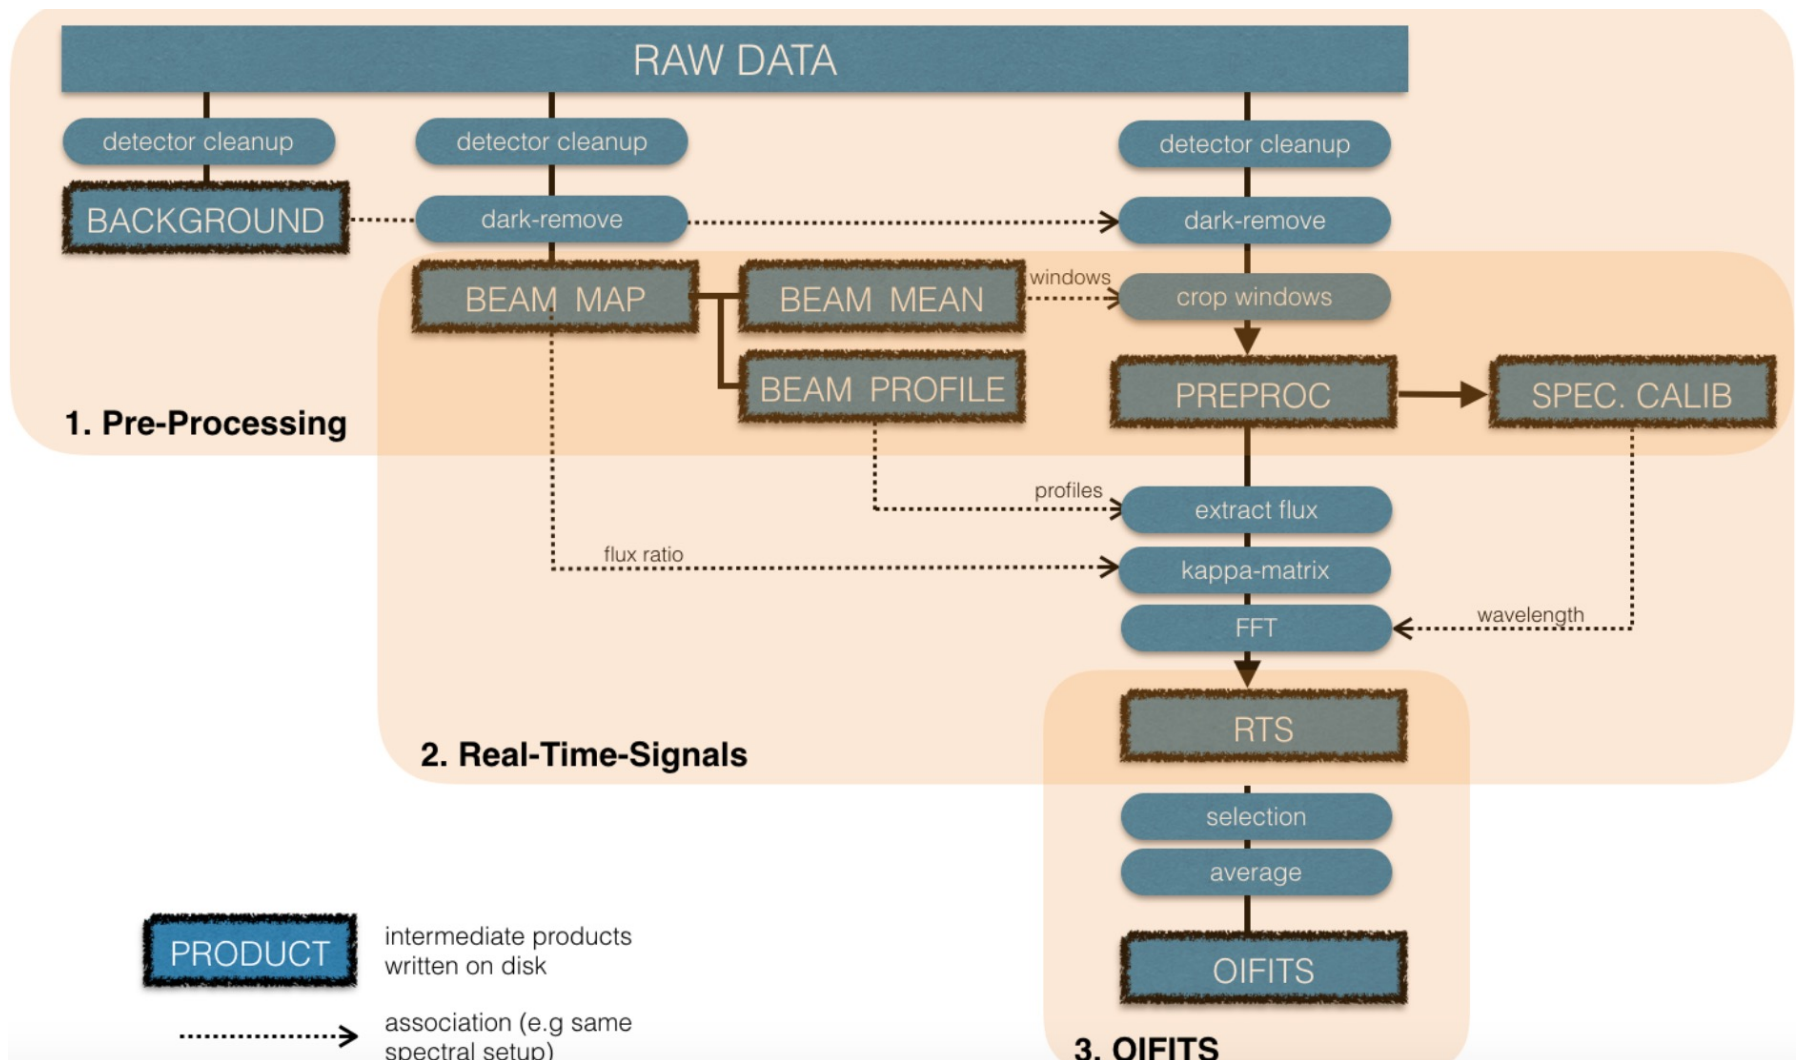 RAW DATA
detector cleanup
detector cleanup
detector cleanup
BACKGROUND
dark-remove
dark-remove
BEAM MAP
BEAM MEAN
windows
crop windows
BEAM PROFILE
PREPROC
SPEC. CALIB
1. Pre-Processing
profiles
extract flux
flux ratio
kappa-matrix
wavelength
FFT
RTS
2. Real-Time-Signals
selection
average
PRODUCT
intermediate products
written on disk
OIFITS
association (e.g same
spectral setup)
3. OIFITS